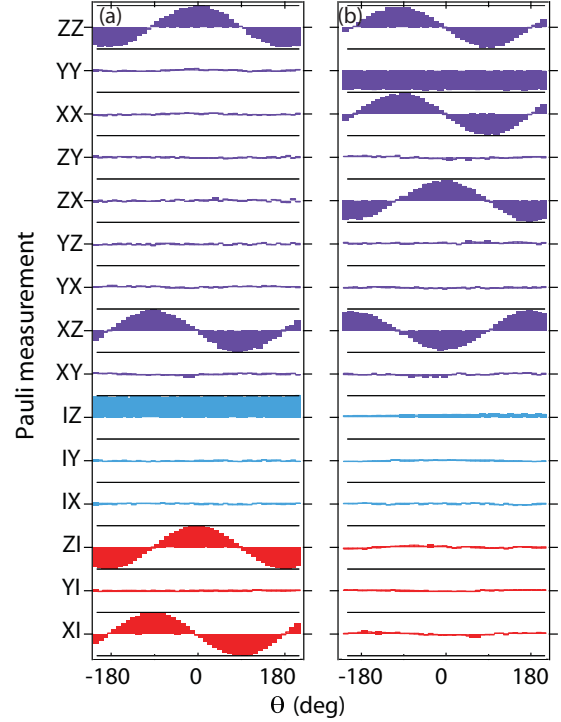 (a) (b)
ZZ
YY
XX
ZY
ZX
YZ
YX
XZ
XY
IZ
IY
IX
ZI
YI
XI
Pauli measurement
-180 0 180 -180 0 180
Θ (deg) Θ (deg)